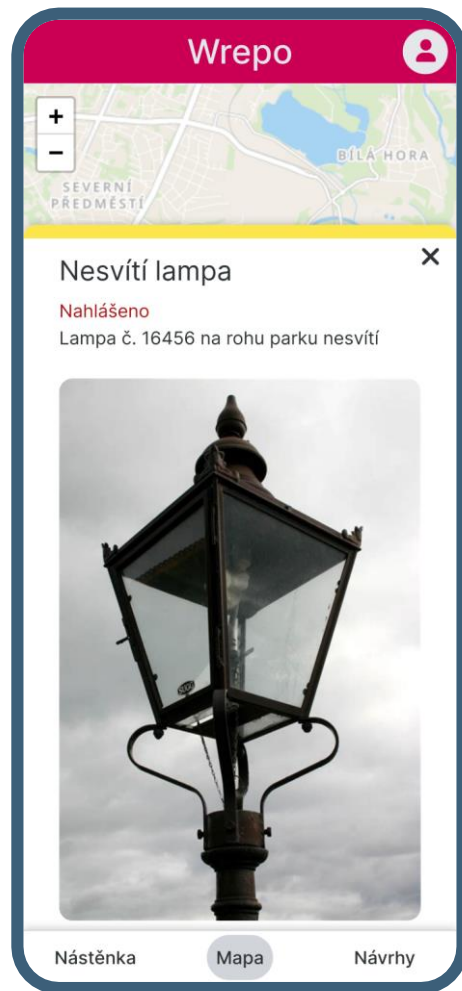 Wrepo
+
−
BÍLÁ HORA
SEVERNÍ
PŘEDMĚSTÍ
Nesvítí lampa
Nahlášeno
Lampa č. 16456 na rohu parku nesvítí
Nástěnka Mapa Návrhy